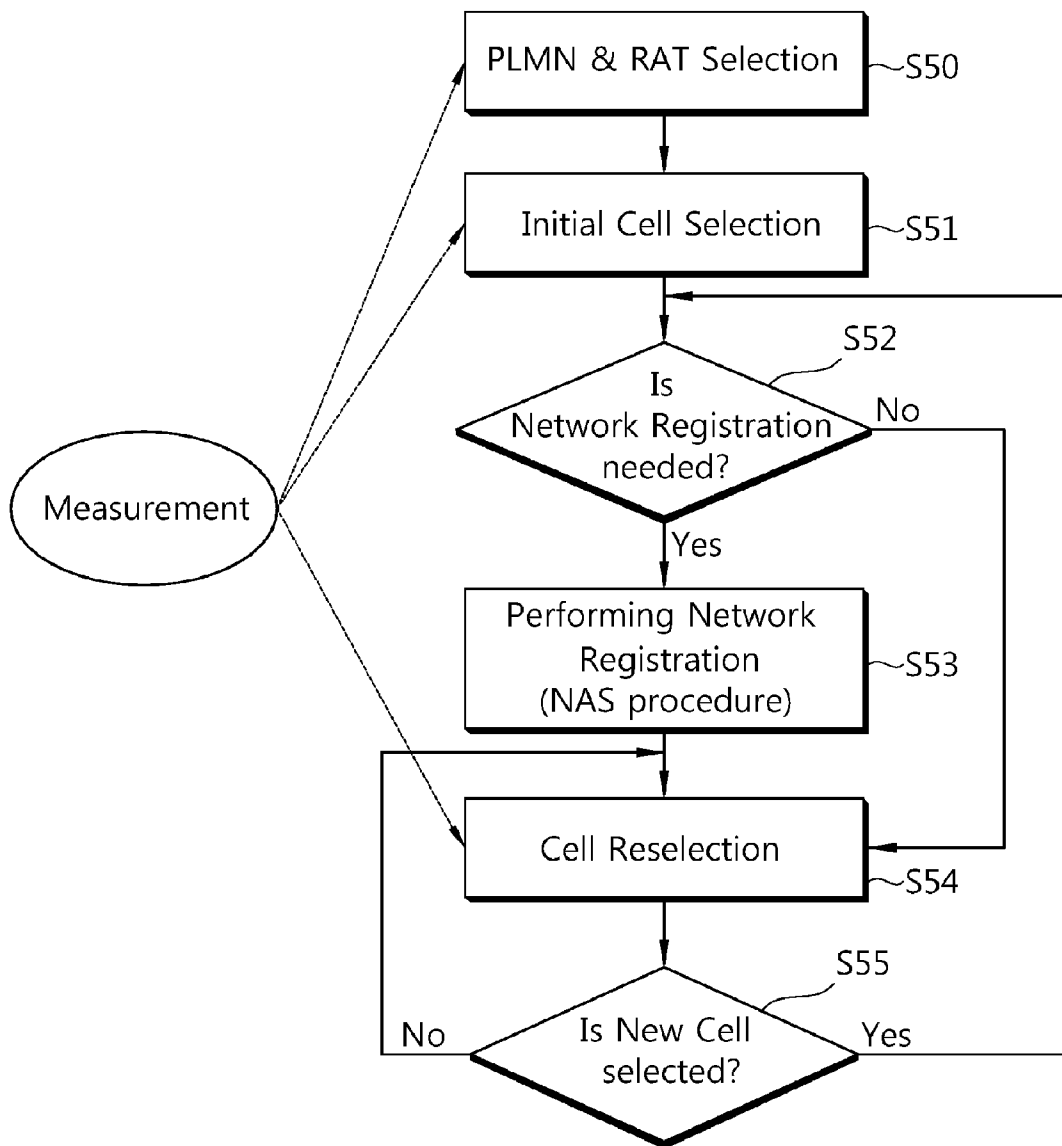 PLMN & RAT Selection
S50
Initial Cell Selection
S51
S52
Is
Network Registration
needed?
No
Yes
Measurement
Performing Network
Registration
(NAS procedure)
S53
Cell Reselection
S54
S55
Is New Cell
selected?
No
Yes